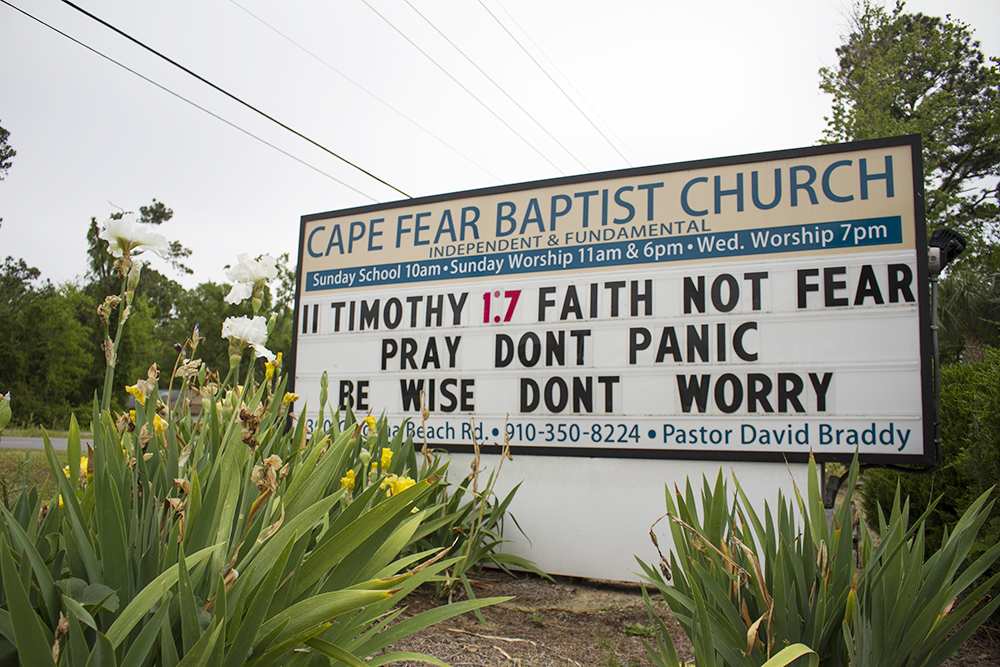 CAPE FEAR BAPTIST CHURCH
INDEPENDENT & FUNDAMENTAL
Sunday School 10am • Sunday Worship 11am & 6pm • Wed. Worship 7pm
II TIMOTHY 1:7 FAITH NOT FEAR
PRAY DONT PANIC
BE WISE DONT WORRY
Beach Rd. • 910-350-8224 • Pastor David Braddy